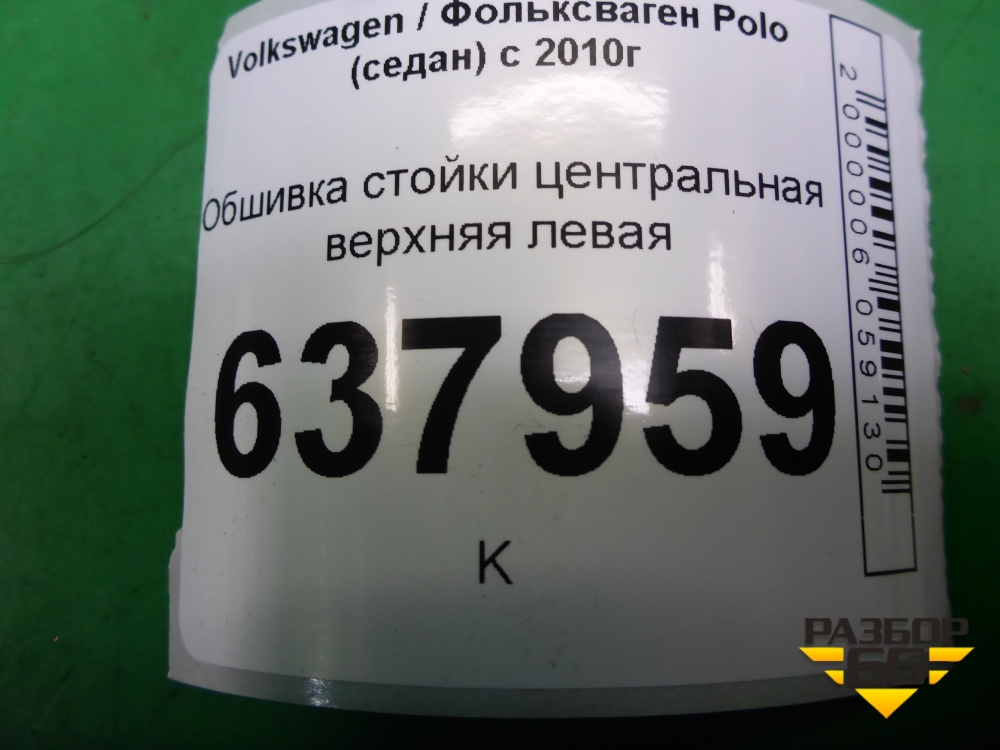 Volkswagen / Фольксваген Polo
(седан) с 2010г
Обшивка стойки центральная
верхняя левая
637959
К
2000006059130
РАЗБОР
66